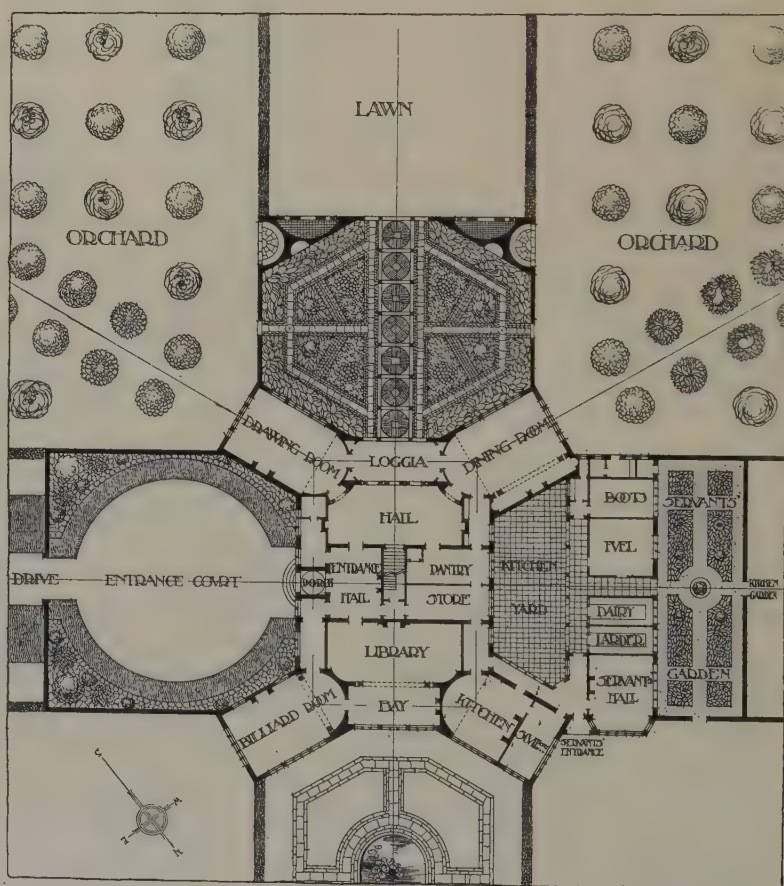 LAWN
ORCHARD
ORCHARD
DRAWING ROOM
LOGGIA
DINING ROOM
HALL
BOOTS
SERVANTS'
FUEL
DRIVE
ENTRANCE COURT
PORCH
ENTRANCE
HALL
PANTRY
STORE
KITCHEN
YARD
KITCHEN
GARDEN
DAIRY
LARDER
LIBRARY
SERVANTS
HALL
GARDEN
BILLIARD ROOM
BAY
KITCHEN
SERVANTS'
ENTRANCE